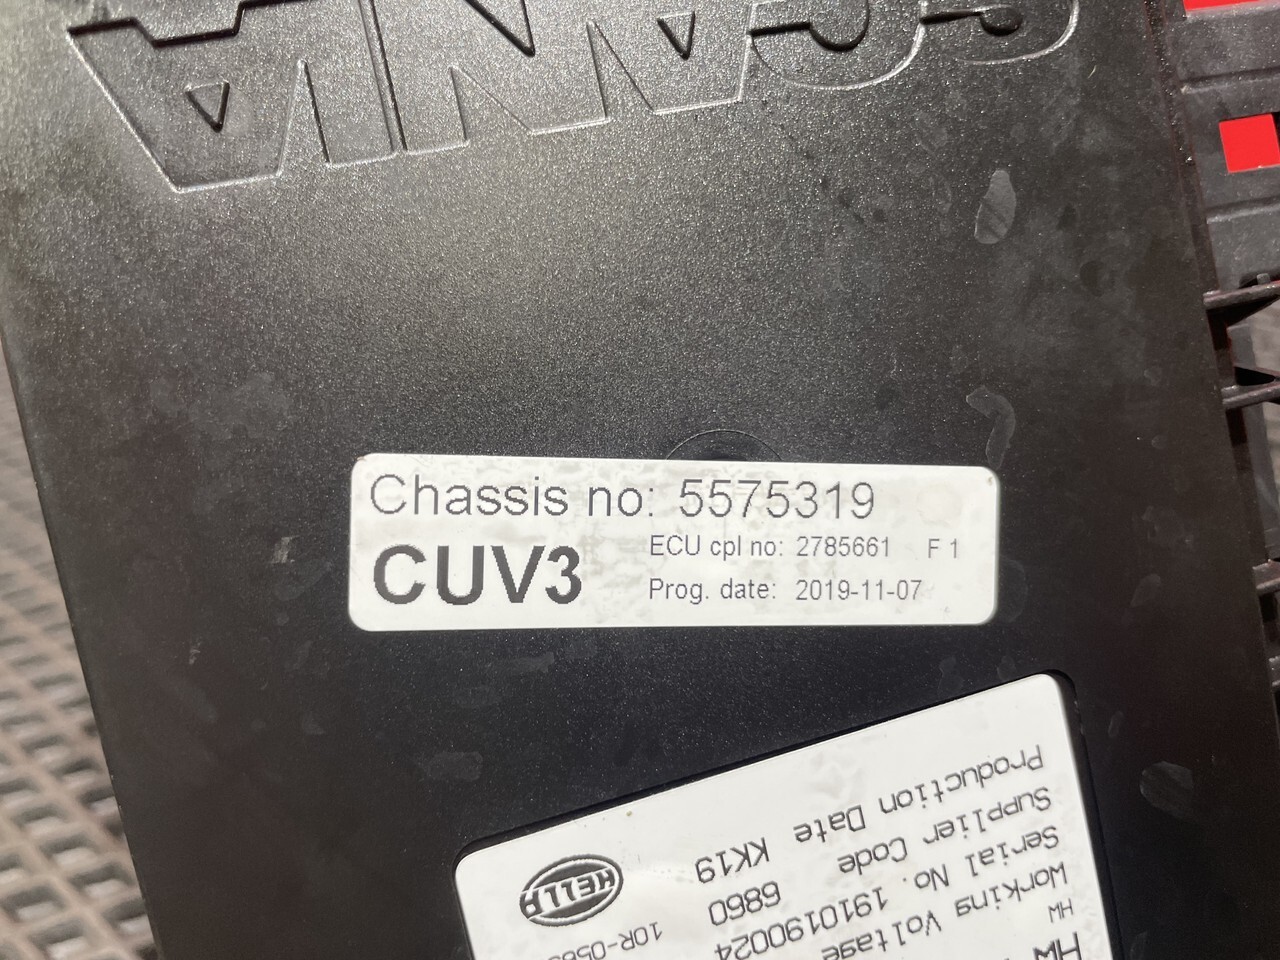 SCANIA
Chassis no: 5575319
CUV3
ECU cpl no: 2785661 F 1
Prog. date: 2019-11-07
Production Date KK19
Supplier Code 6860
Serial No. 1910190024
Working Voltage
HW
HW
HELLA